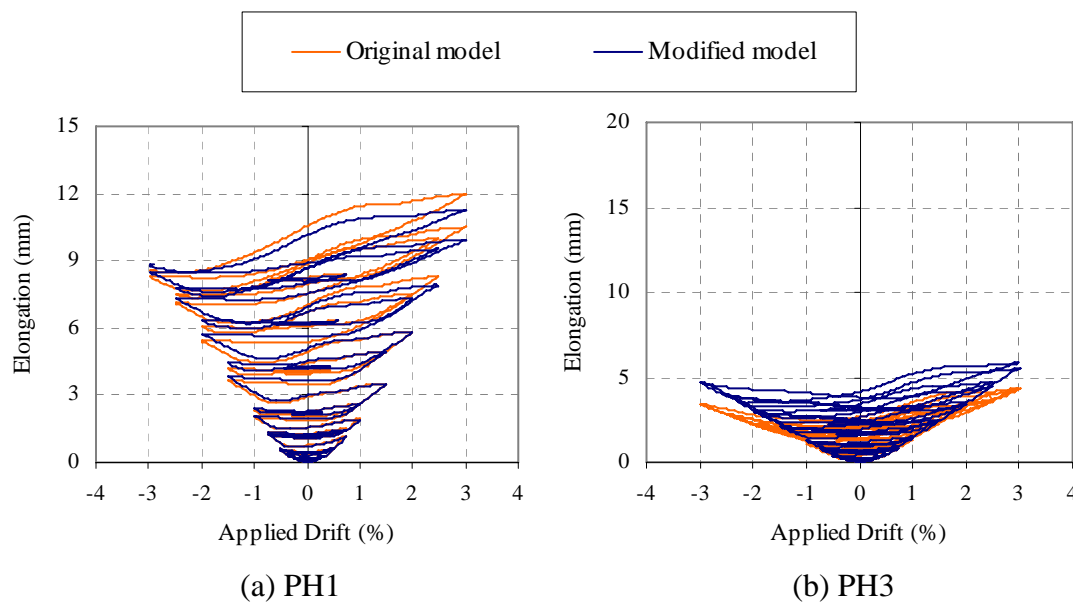 Original model Modified model
Elongation (mm)
15
12
9
6
3
0
-4 -3 -2 -1 0 1 2 3 4
Applied Drift (%)
(a) PH1
Elongation (mm)
20
15
10
5
0
-4 -3 -2 -1 0 1 2 3 4
Applied Drift (%)
(b) PH3